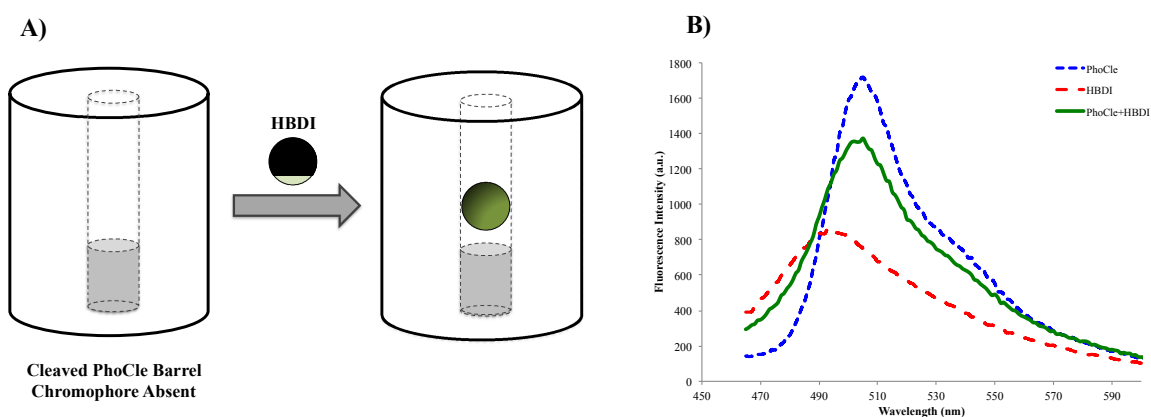 A)
HBDI
Cleaved PhoCle Barrel
Chromophore Absent
B)
1800
1600
1400
1200
1000
800
600
400
200
0
Fluorescence Intensity (a.u.)
450
470
490
510
530
550
570
590
Wavelength (nm)
PhoCle
HBDI
PhoCle+HBDI